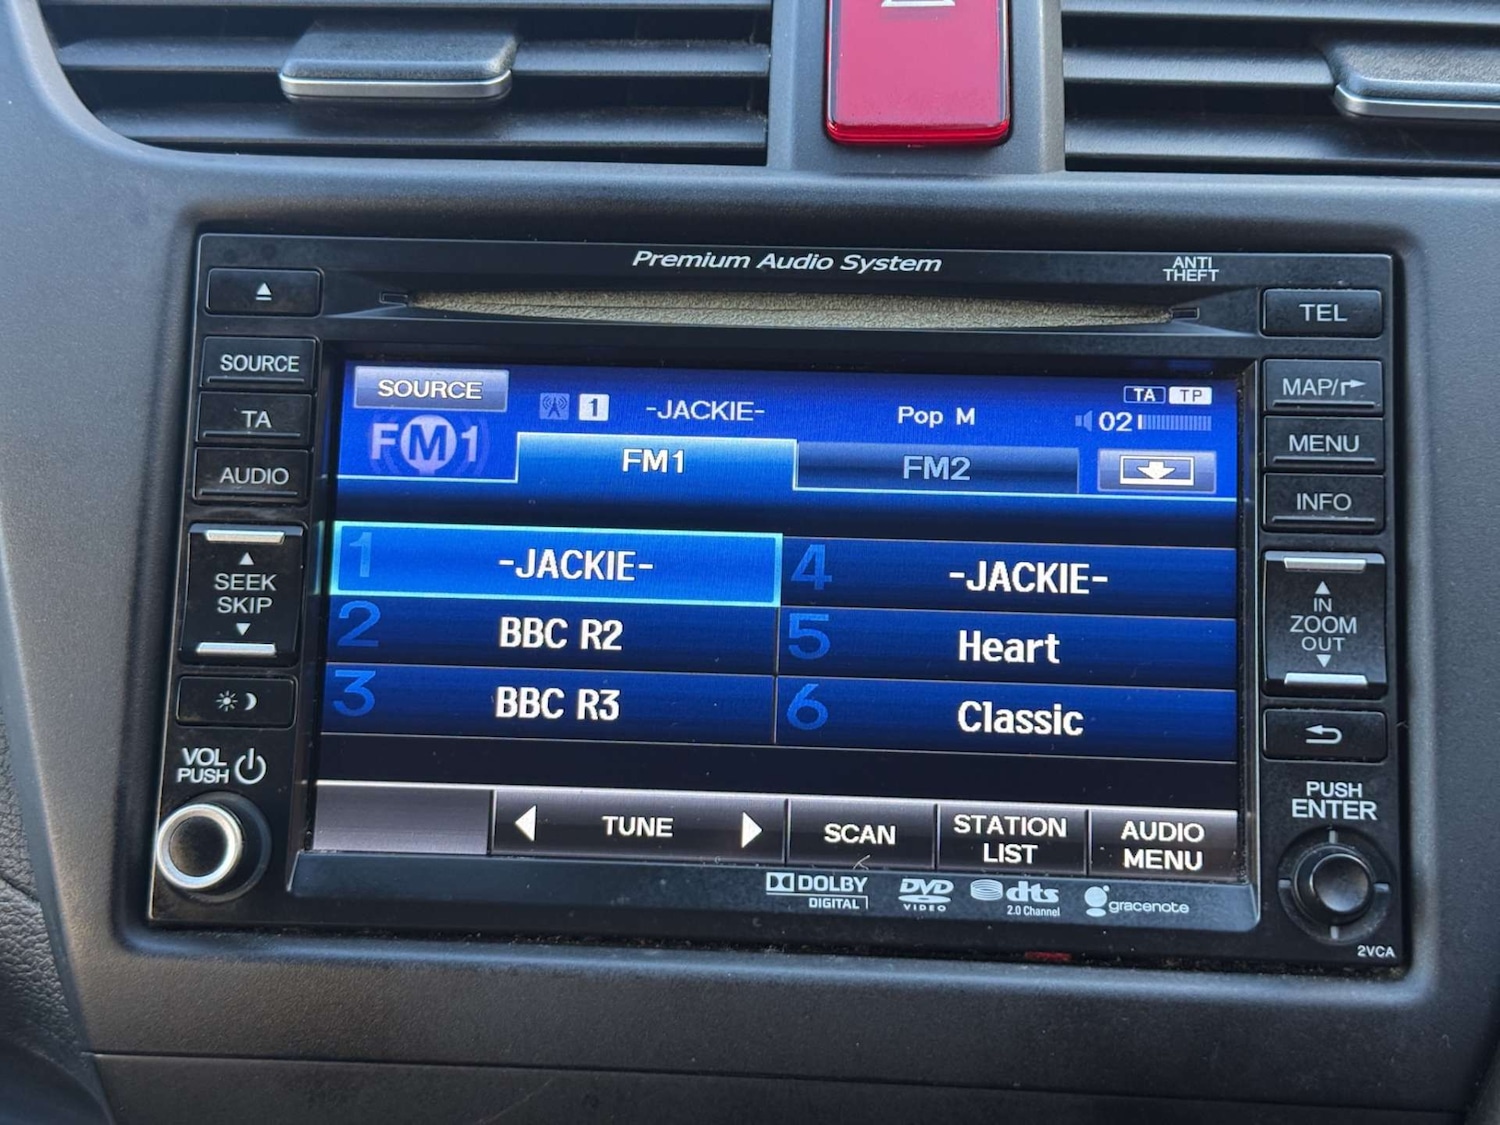 Premium Audio System
ANTI
THEFT
TEL
SOURCE
TA
AUDIO
SEEK
SKIP
VOL
PUSH
MAP/
MENU
INFO
IN
ZOOM
OUT
PUSH
ENTER
2VCA
SOURCE
1
-JACKIE-
Pop M
TA
TP
02
FM1
FM1
FM2
1 -JACKIE-
4 -JACKIE-
2 BBC R2
5 Heart
3 BBC R3
6 Classic
TUNE
SCAN
STATION
LIST
AUDIO
MENU
DOLBY
DIGITAL
DVD
VIDEO
dts
2.0 Channel
gracenote